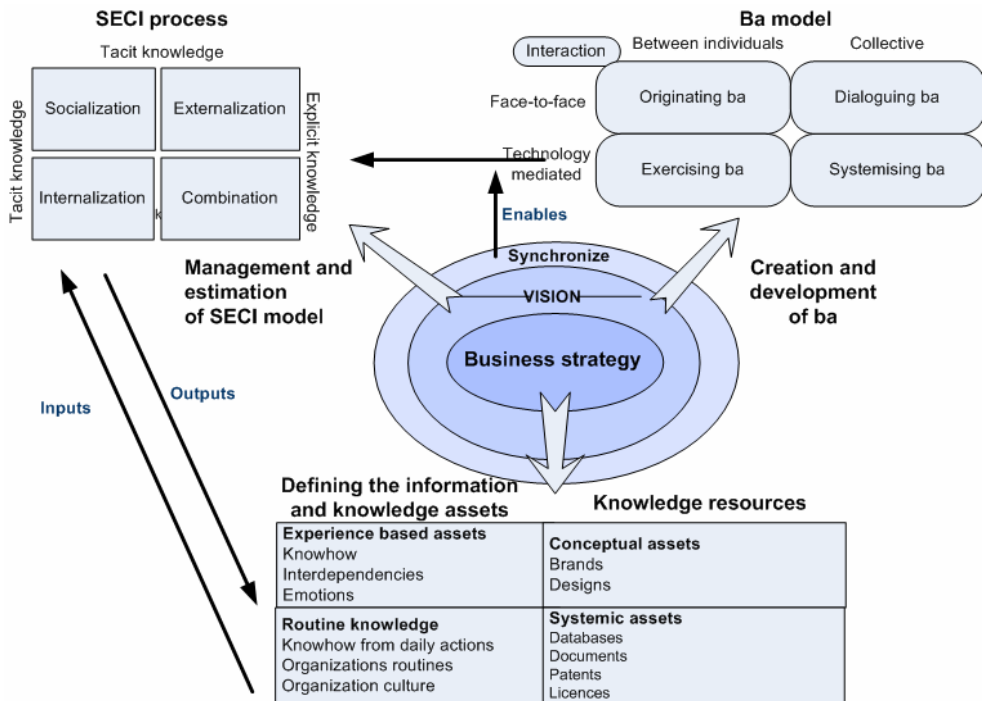 SECI process
Tacit knowledge
Tacit knowledge
Socialization
Externalization
Explicit knowledge
Internalization
Combination
k
Ba model
Interaction
Between individuals
Collective
Face-to-face
Originating ba
Dialoguing ba
Technology
mediated
Exercising ba
Systemising ba
Enables
Management and
estimation
of SECI model
Synchronize
VISION
Business strategy
Creation and
development
of ba
Inputs
Outputs
Defining the information
and knowledge assets
Knowledge resources
Experience based assets
Knowhow
Interdependencies
Emotions
Conceptual assets
Brands
Designs
Routine knowledge
Knowhow from daily actions
Organizations routines
Organization culture
Systemic assets
Databases
Documents
Patents
Licences